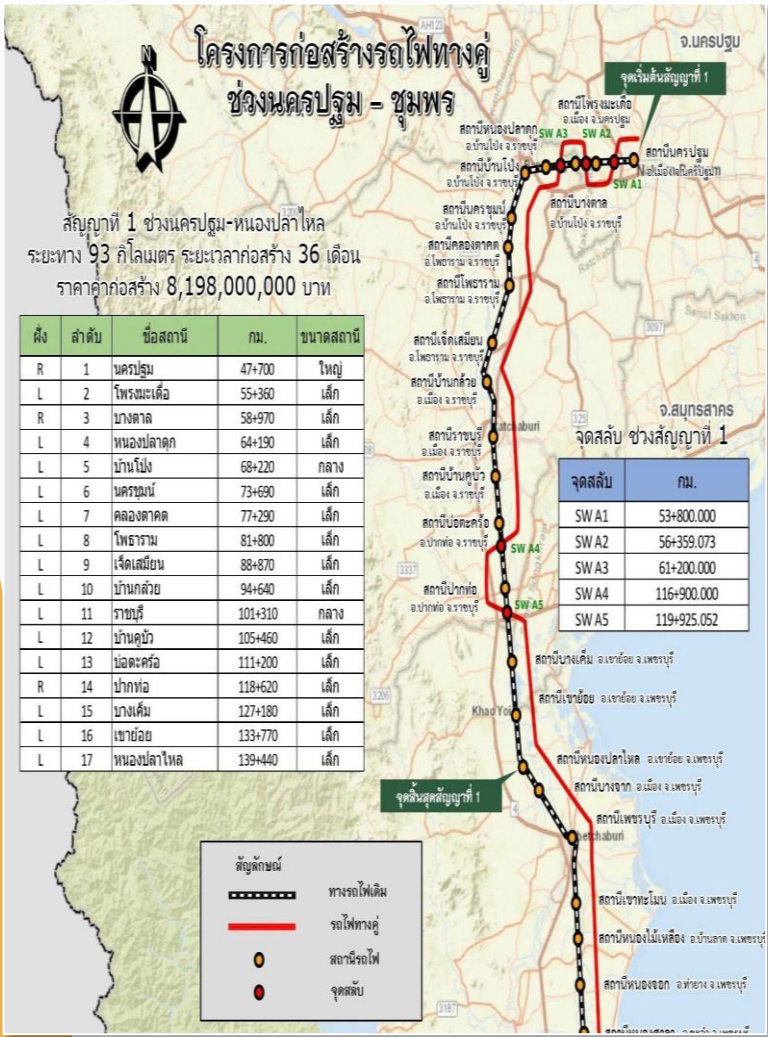 โครงการก่อสร้างรถไฟทางคู่
ช่วงนครปฐม – ชุมพร
N
สัญญาที่ 1 ช่วงนครปฐม-หนองปลาไหล
ระยะทาง 93 กิโลเมตร ระยะเวลาก่อสร้าง 36 เดือน
ราคาค่าก่อสร้าง 8,198,000,000 บาท
ฝั่ง ลำดับ ชื่อสถานี กม. ขนาดสถานี
R 1 นครปฐม 47+700 ใหญ่
L 2 โพรงมะเดื่อ 55+360 เล็ก
R 3 บางตาล 58+970 เล็ก
L 4 หนองปลาดุก 64+190 เล็ก
L 5 บ้านโป่ง 68+220 กลาง
L 6 นครชุมน์ 73+690 เล็ก
L 7 คลองตาคต 77+290 เล็ก
L 8 โพธาราม 81+800 เล็ก
L 9 เจ็ดเสมียน 88+870 เล็ก
L 10 บ้านกล้วย 94+640 เล็ก
L 11 ราชบุรี 101+310 กลาง
L 12 บ้านคูบัว 105+460 เล็ก
L 13 บ่อตะคร้อ 111+200 เล็ก
R 14 ปากท่อ 118+620 เล็ก
L 15 บางเค็ม 127+180 เล็ก
L 16 เขาย้อย 133+770 เล็ก
L 17 หนองปลาไหล 139+440 เล็ก
สัญลักษณ์
ทางรถไฟเดิม
รถไฟทางคู่
สถานีรถไฟ
จุดสลับ
AH123
จ.นครปฐม
จุดเริ่มต้นสัญญาที่ 1
สถานีโพรงมะเดื่อ
อ.เมือง จ.นครปฐม
สถานีหนองปลาดุก
อ.บ้านโป่ง จ.ราชบุรี
SW A3
SW A2
สถานีนครปฐม
อ.เมือง จ.นครปฐม
SW A1
สถานีบ้านโป่ง
อ.บ้านโป่ง จ.ราชบุรี
สถานีบางตาล
อ.บ้านโป่ง จ.ราชบุรี
สถานีนครชุมน์
อ.บ้านโป่ง จ.ราชบุรี
สถานีคลองตาคต
อ.โพธาราม จ.ราชบุรี
สถานีโพธาราม
อ.โพธาราม จ.ราชบุรี
Samut Sakhon
3097
สถานีเจ็ดเสมียน
อ.โพธาราม จ.ราชบุรี
สถานีบ้านกล้วย
อ.เมือง จ.ราชบุรี
จ.สมุทรสาคร
325
สถานีราชบุรี
อ.เมือง จ.ราชบุรี
สถานีบ้านคูบัว
อ.เมือง จ.ราชบุรี
สถานีบ่อตะคร้อ
อ.ปากท่อ จ.ราชบุรี
SW A4
3337
สถานีปากท่อ
อ.ปากท่อ จ.ราชบุรี
SW A5
จุดสลับ ช่วงสัญญาที่ 1
จุดสลับ กม.
SW A1 53+800.000
SW A2 56+359.073
SW A3 61+200.000
SW A4 116+900.000
SW A5 119+925.052
สถานีบางเค็ม อ.เขาย้อย จ.เพชรบุรี
3206
สถานีเขาย้อย อ.เขาย้อย จ.เพชรบุรี
Khao Yoi
สถานีหนองปลาไหล อ.เขาย้อย จ.เพชรบุรี
จุดสิ้นสุดสัญญาที่ 1
4
สถานีบางจาก อ.เมือง จ.เพชรบุรี
สถานีเพชรบุรี อ.เมือง จ.เพชรบุรี
สถานีเขาทะโมน อ.เมือง จ.เพชรบุรี
สถานีหนองไม้เหลือง อ.บ้านลาด จ.เพชรบุรี
สถานีหนองจอก อ.ท่ายาง จ.เพชรบุรี
3187